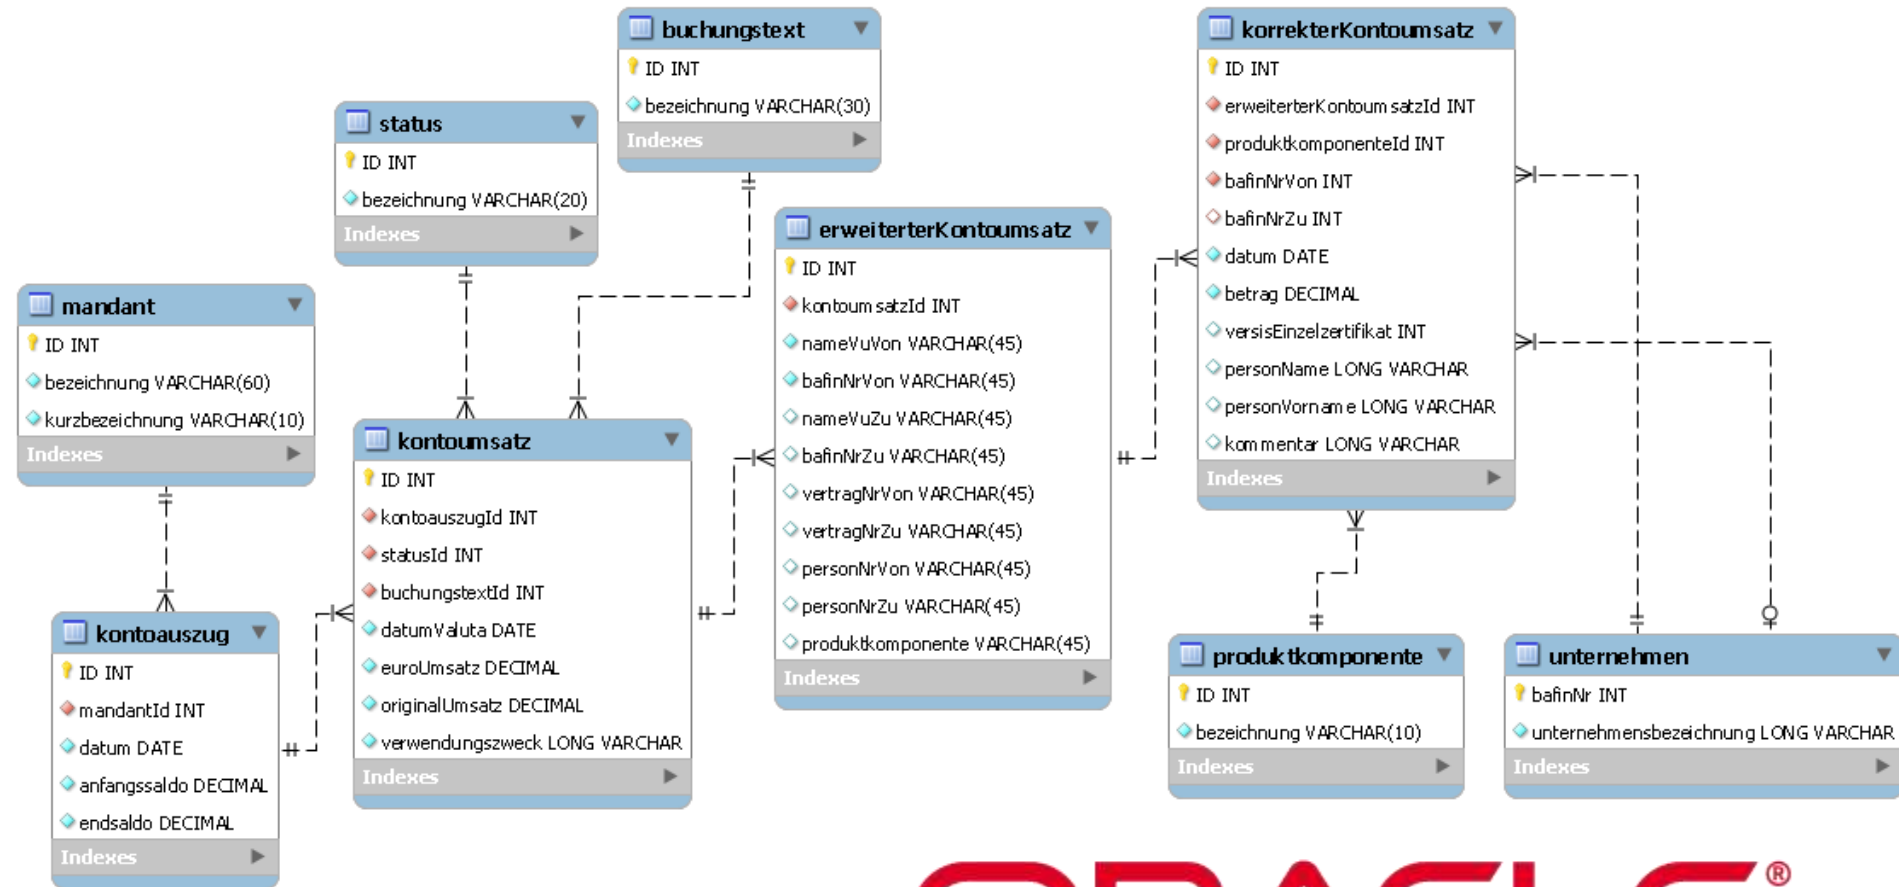 mandant
ID INT
bezeichnung VARCHAR(60)
kurzbezeichnung VARCHAR(10)
Indexes
kontoauszug
ID INT
mandantId INT
datum DATE
anfangssaldo DECIMAL
endsaldo DECIMAL
Indexes
status
ID INT
bezeichnung VARCHAR(20)
Indexes
kontoumsatz
ID INT
kontoauszugId INT
statusId INT
buchungstextId INT
datumValuta DATE
euroUmsatz DECIMAL
originalUmsatz DECIMAL
verwendungszweck LONG VARCHAR
Indexes
buchungstext
ID INT
bezeichnung VARCHAR(30)
Indexes
erweiterterKontoumsatz
ID INT
kontoumsatzId INT
nameVuVon VARCHAR(45)
bafinNrVon VARCHAR(45)
nameVuZu VARCHAR(45)
bafinNrZu VARCHAR(45)
vertragNrVon VARCHAR(45)
vertragNrZu VARCHAR(45)
personNrVon VARCHAR(45)
personNrZu VARCHAR(45)
produktkomponente VARCHAR(45)
Indexes
korrekterKontoumsatz
ID INT
erweiterterKontoumsatzId INT
produktkomponenteId INT
bafinNrVon INT
bafinNrZu INT
datum DATE
betrag DECIMAL
versisEinzelzertifikat INT
personName LONG VARCHAR
personVorname LONG VARCHAR
kommentar LONG VARCHAR
Indexes
produktkomponente
ID INT
bezeichnung VARCHAR(10)
Indexes
unternehmen
bafinNr INT
unternehmensbezeichnung LONG VARCHAR
Indexes
ORACLE®